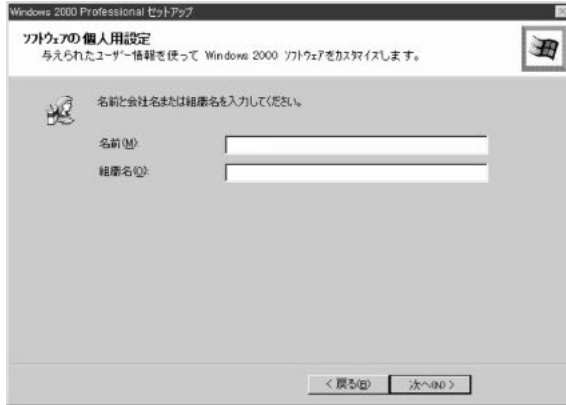 Windows 2000 Professional セットアップ
ソフトウェアの個人用設定
与えられたユーザー情報を使って Windows 2000 ソフトウェアをカスタマイズします。
名前と会社名または組織名を入力してください。
名前(M):
組織名(O):
< 戻る(B)
次へ(N) >